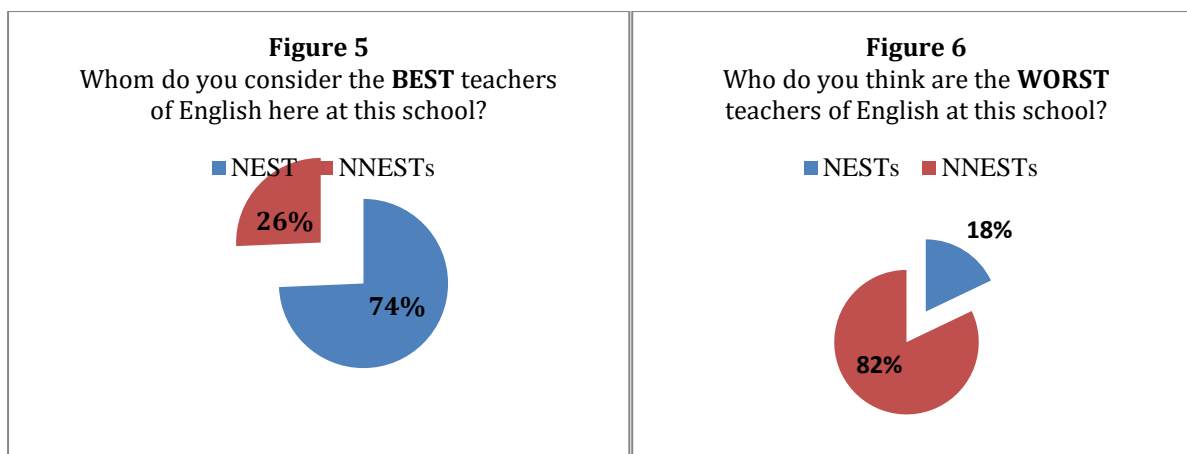 Figure 5
Whom do you consider the BEST teachers
of English here at this school?
NEST NNESTs
26%
74%
Figure 6
Who do you think are the WORST
teachers of English at this school?
NESTs NNESTs
18%
82%